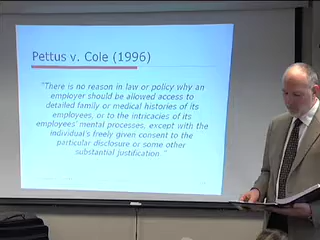 Pettus v. Cole (1996)
"There is no reason in law or policy why an
employer should be allowed access to
detailed family or medical histories of its
employees, or to the intricacies of its
employees' mental processes, except with the
individual's freely given consent to the
particular disclosure or some other
substantial justification."